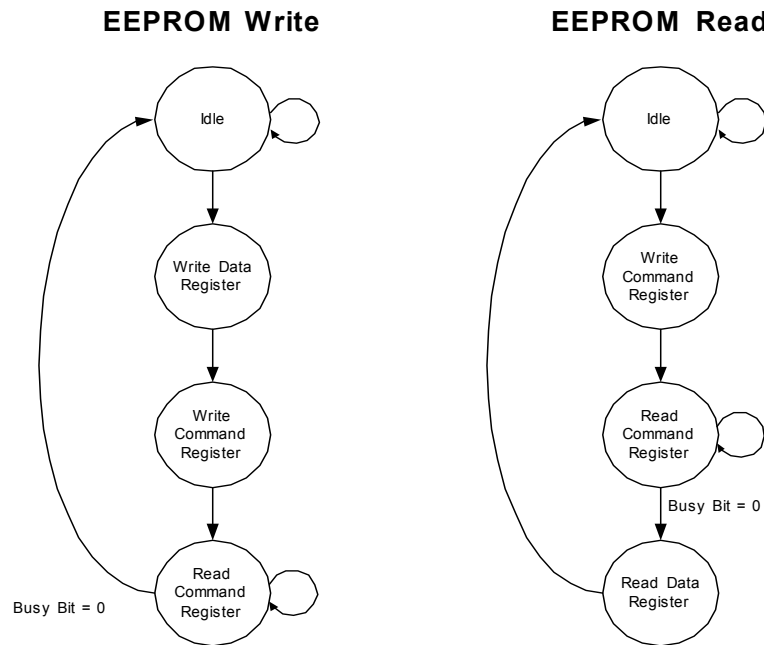 EEPROM Write
Idle
Write Data
Register
Write
Command
Register
Read
Command
Register
Busy Bit = 0
EEPROM Read
Idle
Write
Command
Register
Read
Command
Register
Busy Bit = 0
Read Data
Register